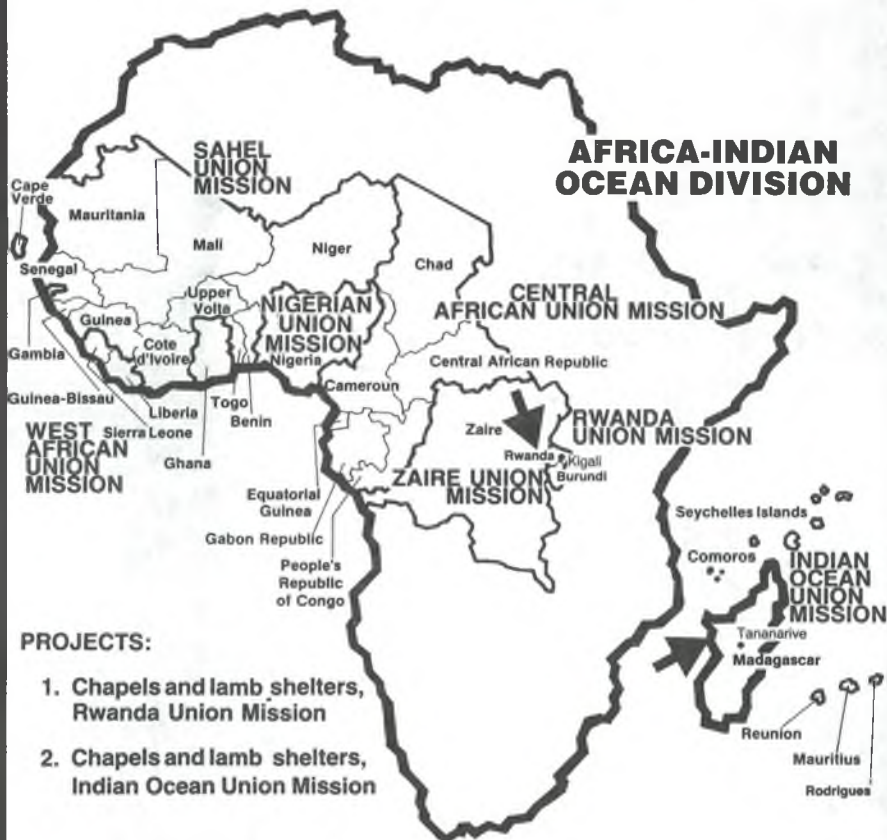 AFRICA-INDIAN
OCEAN DIVISION
SAHEL
UNION
MISSION
Cape
Verde
Mauritania
Mali
Niger
Chad
Senegal
Upper
Volta
NIGERIAN
UNION
MISSION
Nigeria
CENTRAL
AFRICAN UNION MISSION
Guinea
Cote
d'Ivoire
Gambia
Central African Republic
Cameroun
Guinea-Bissau
Liberia
Togo
Benin
Sierra Leone
Ghana
WEST
AFRICAN
UNION
MISSION
Zaire
RWANDA
UNION MISSION
Rwanda
Kigali
Burundi
ZAIRE UNION
MISSION
Equatorial
Guinea
Gabon Republic
People's
Republic
of Congo
Seychelles Islands
Comoros
INDIAN
OCEAN
UNION
MISSION
Tananarive
Madagascar
Reunion
Mauritius
Rodrigues
PROJECTS:
1. Chapels and lamb shelters,
Rwanda Union Mission
2. Chapels and lamb shelters,
Indian Ocean Union Mission